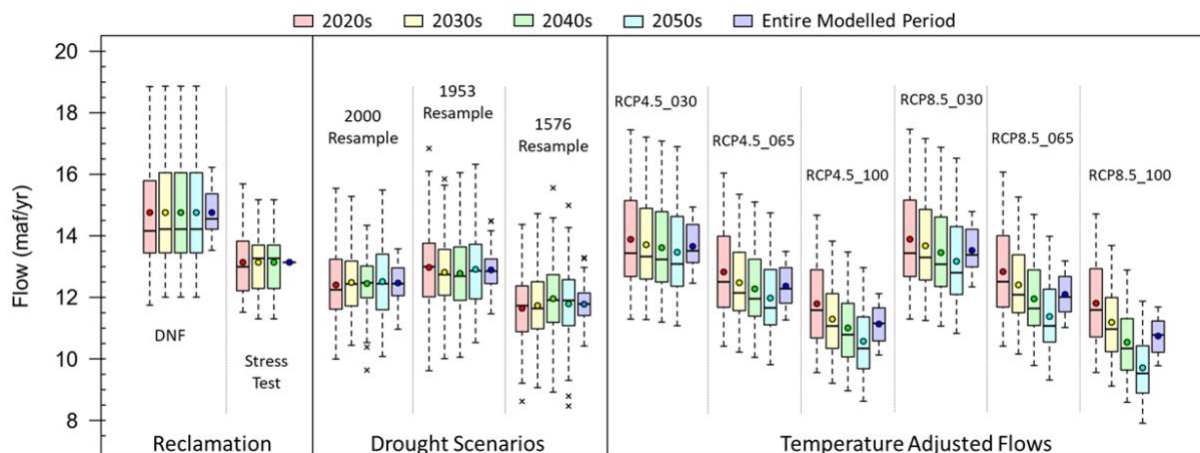 2020s 2030s 2040s 2050s Entire Modelled Period
20
18
16
14
12
10
8
Flow (maf/yr)
DNF
Stress
Test
Reclamation
2000
Resample
1953
Resample
1576
Resample
Drought Scenarios
RCP4.5_030
RCP4.5_065
RCP4.5_100
RCP8.5_030
RCP8.5_065
RCP8.5_100
Temperature Adjusted Flows